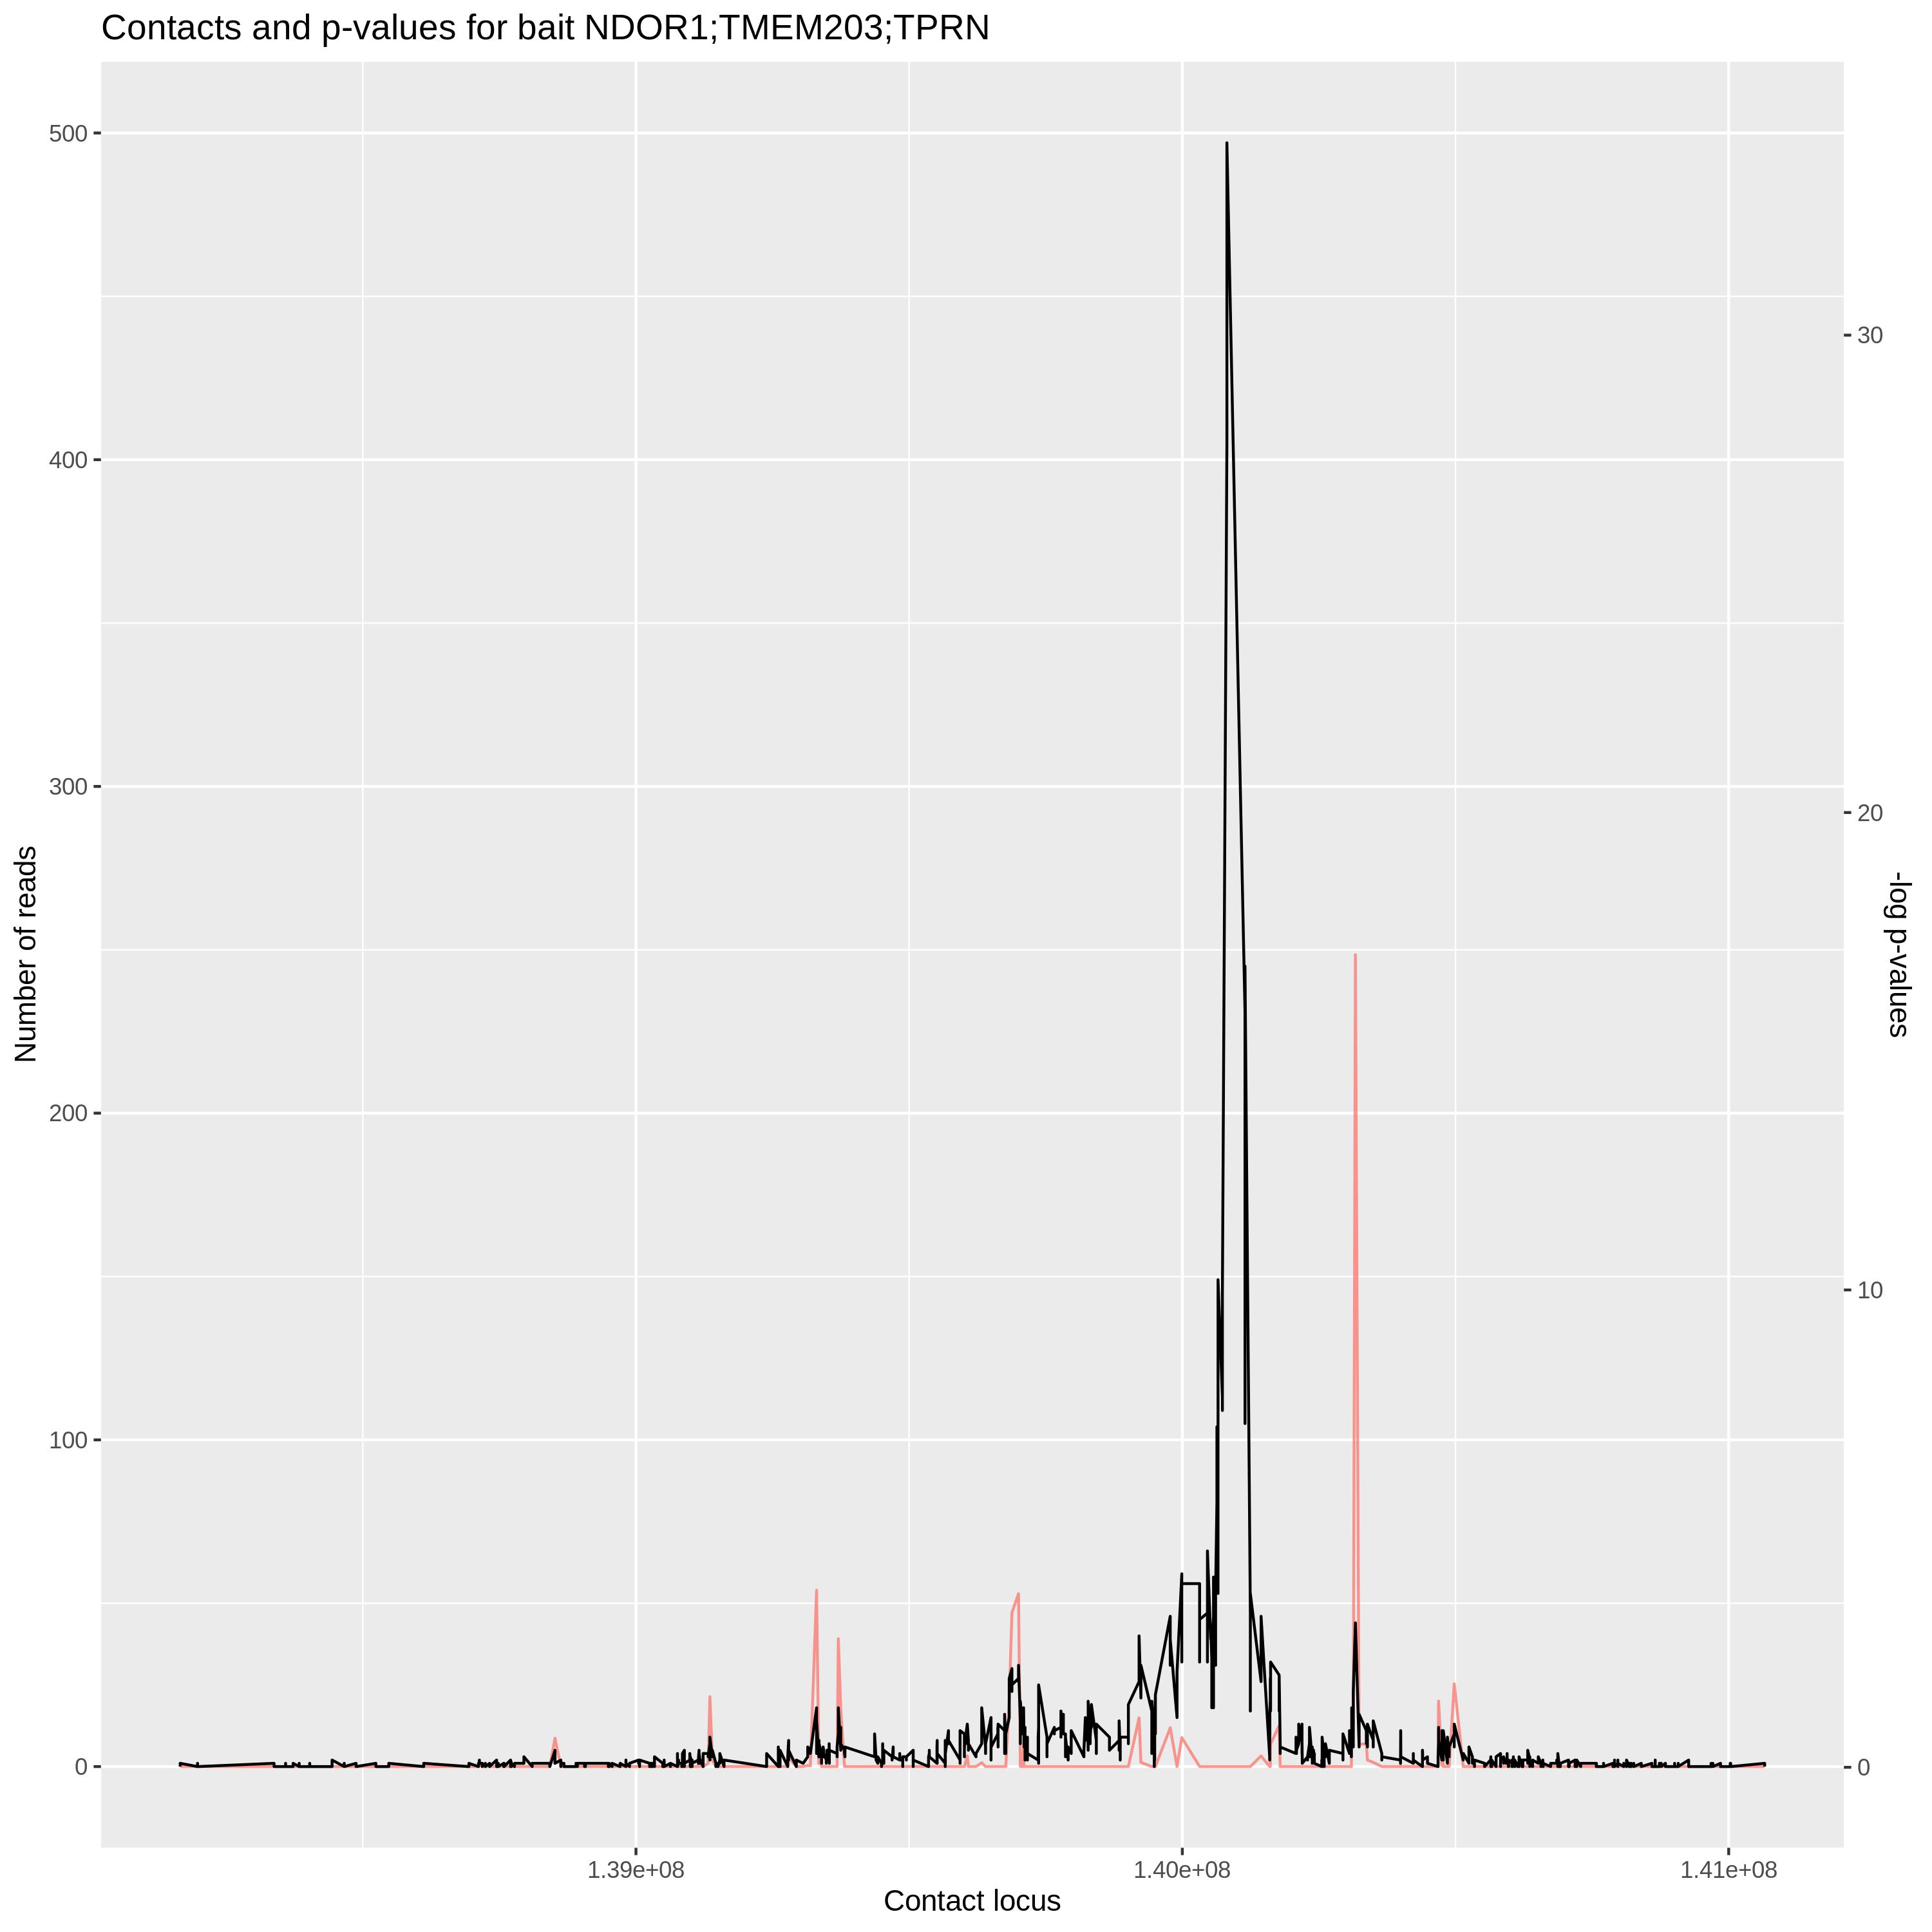 Contacts and p-values for bait NDOR1;TMEM203;TPRN
500
400
300
200
100
0
Number of reads
30
20
10
0
-log p-values
1.39e+08
1.40e+08
1.41e+08
Contact locus